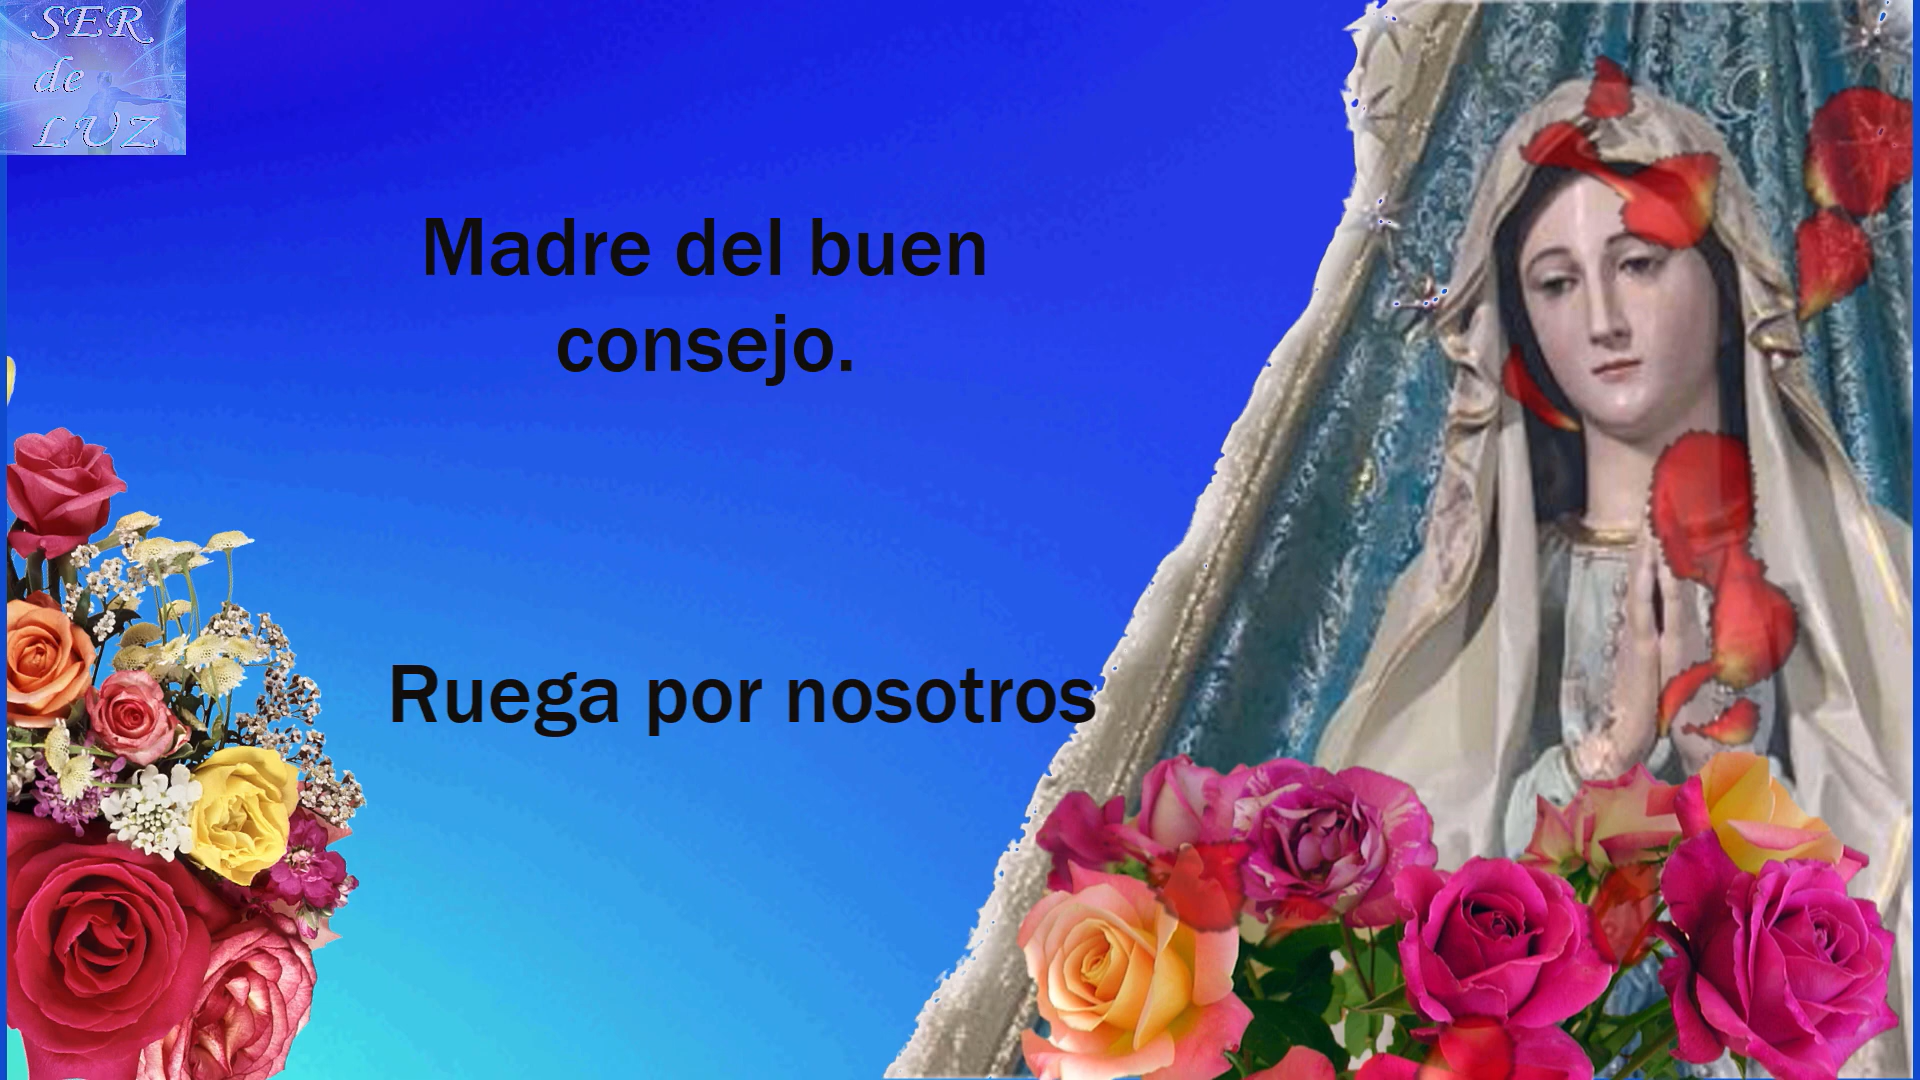 SER
de
LUZ
Madre del buen
consejo.
Ruega por nosotros